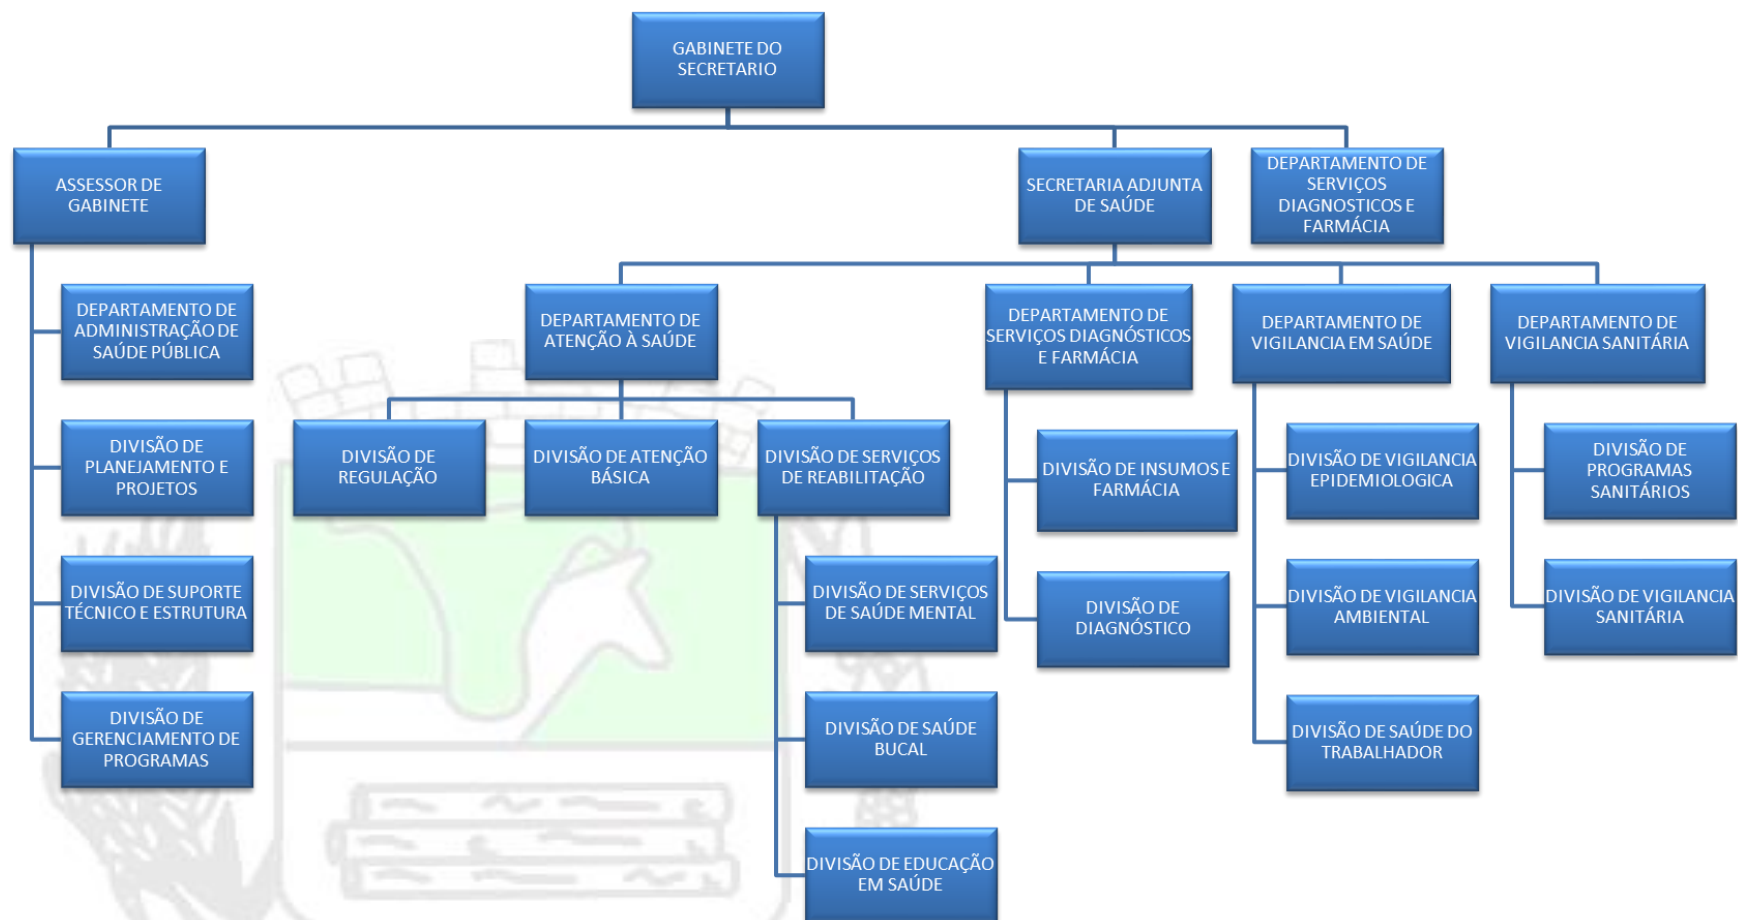 GABINETE DO
SECRETARIO
ASSESSOR DE
GABINETE
SECRETARIA ADJUNTA
DE SAÚDE
DEPARTAMENTO DE
SERVIÇOS
DIAGNOSTICOS E
FARMÁCIA
DEPARTAMENTO DE
ADMINISTRAÇÃO DE
SAÚDE PÚBLICA
DIVISÃO DE
PLANEJAMENTO E
PROJETOS
DIVISÃO DE SUPORTE
TÉCNICO E ESTRUTURA
DIVISÃO DE
GERENCIAMENTO DE
PROGRAMAS
DEPARTAMENTO DE
ATENÇÃO À SAÚDE
DIVISÃO DE
REGULAÇÃO
DIVISÃO DE ATENÇÃO
BÁSICA
DIVISÃO DE SERVIÇOS
DE REABILITAÇÃO
DIVISÃO DE SERVIÇOS
DE SAÚDE MENTAL
DIVISÃO DE SAÚDE
BUCAL
DIVISÃO DE EDUCAÇÃO
EM SAÚDE
DEPARTAMENTO DE
SERVIÇOS DIAGNÓSTICOS
E FARMÁCIA
DIVISÃO DE INSUMOS E
FARMÁCIA
DIVISÃO DE
DIAGNÓSTICO
DEPARTAMENTO DE
VIGILANCIA EM SAÚDE
DIVISÃO DE VIGILANCIA
EPIDEMIOLOGICA
DIVISÃO DE VIGILANCIA
AMBIENTAL
DIVISÃO DE SAÚDE DO
TRABALHADOR
DEPARTAMENTO DE
VIGILANCIA SANITÁRIA
DIVISÃO DE
PROGRAMAS
SANITÁRIOS
DIVISÃO DE VIGILANCIA
SANITÁRIA